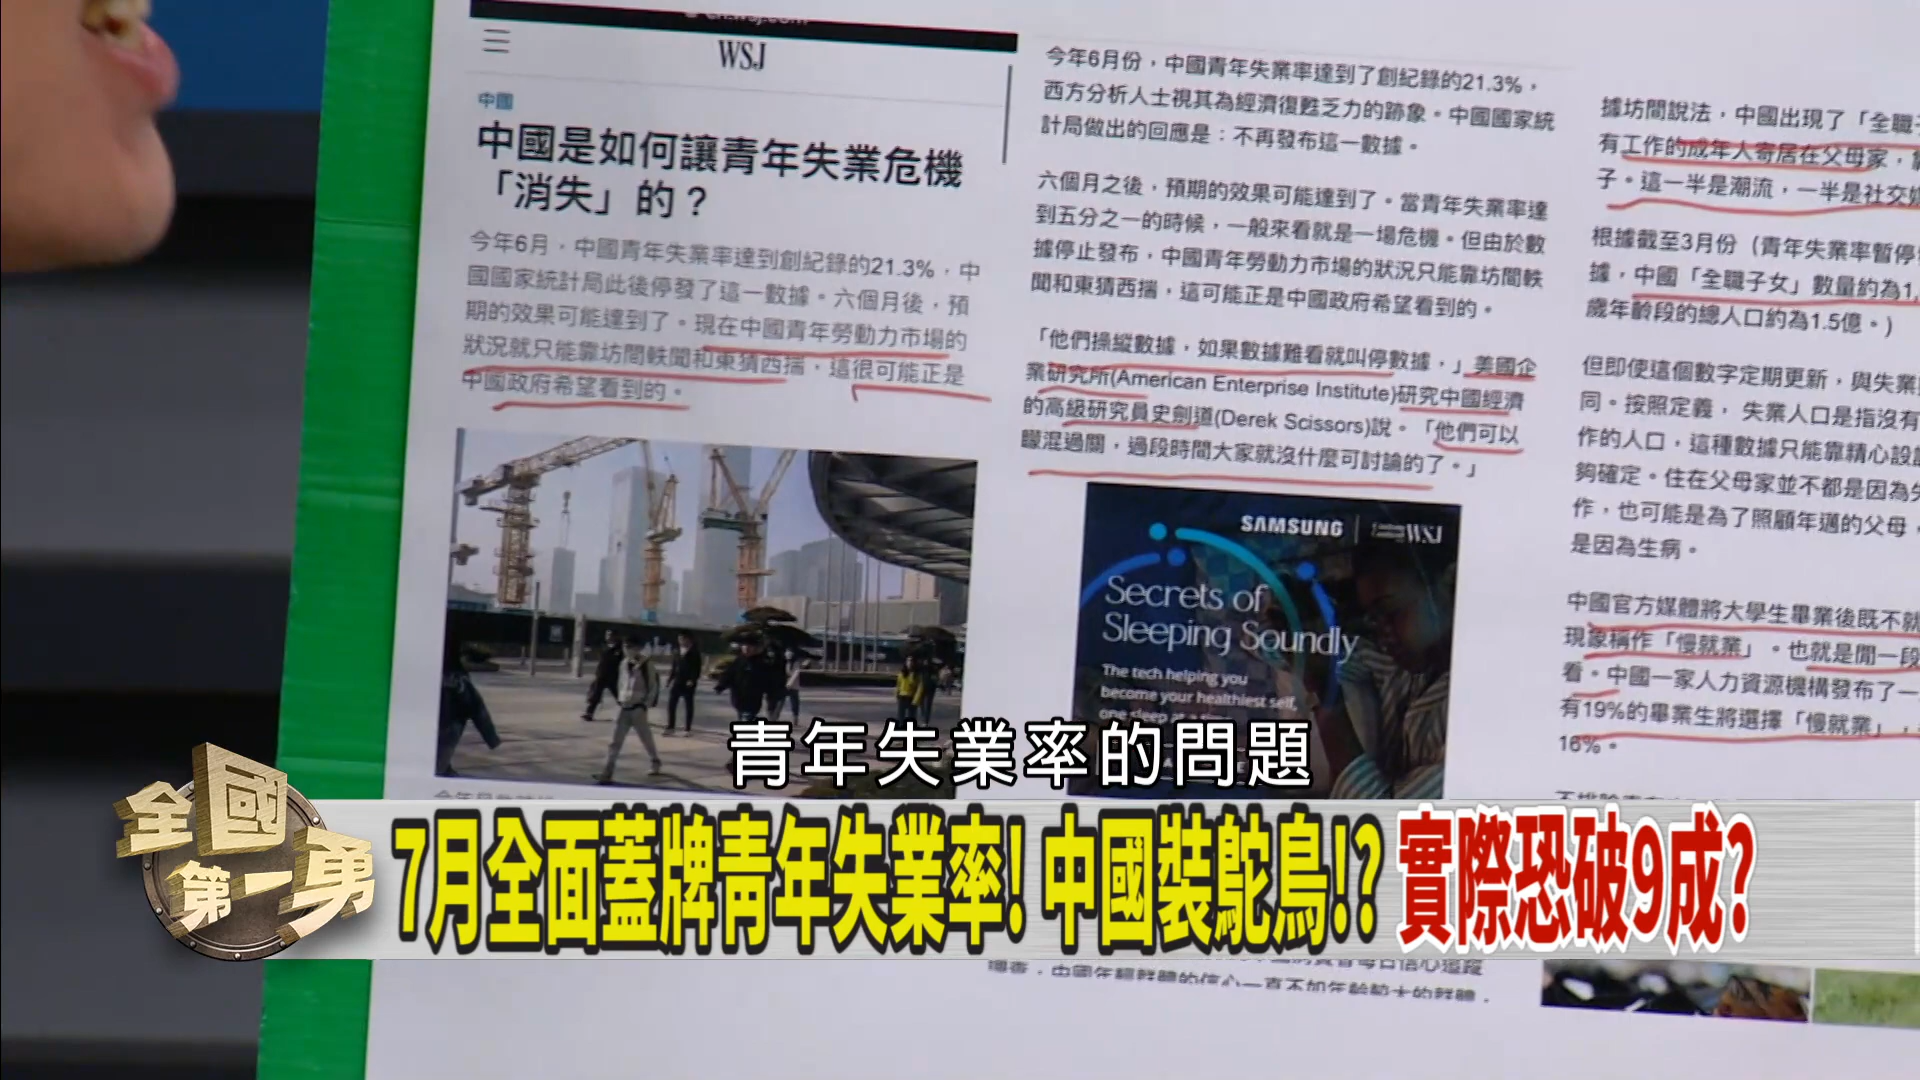 WSJ
中國
中國是如何讓青年失業危機
「消失」的？
今年6月，中國青年失業率達到創紀錄的21.3%，中
國國家統計局此後停發了這一數據。六個月後，預
期的效果可能達到了。現在中國青年勞動力市場的
狀況就只能靠坊間軼聞和東猜西揣，這很可能正是
中國政府希望看到的。
今年6月份，中國青年失業率達到了創紀錄的21.3%，
西方分析人士視其為經濟復甦乏力的跡象。中國國家統
計局做出的回應是：不再發布這一數據。
六個月之後，預期的效果可能達到了。當青年失業率達
到五分之一的時候，一般來看就是一場危機。但由於數
據停止發布，中國青年勞動力市場的狀況只能靠坊間軼
聞和東猜西揣，這可能正是中國政府希望看到的。
「他們操縱數據，如果數據難看就叫停數據，」美國企
業研究所(American Enterprise Institute)研究中國經濟
的高級研究員史劍道(Derek Scissors)說。「他們可以
矇混過關，過段時間大家就沒什麼可討論的了。」
SAMSUNG | WSJ
Secrets of
Sleeping Soundly
The tech helping you
become your healthiest self,
據坊間說法，中國出現了「全職
有工作的成年人寄居在父母家，
子。這一半是潮流，一半是社交
根據截至3月份（青年失業率暫停
據，中國「全職子女」數量約為1,
歲年齡段的總人口約為1.5億。）
但即使這個數字定期更新，與失業
同。按照定義， 失業人口是指沒有
作的人口，這種數據只能靠精心設
夠確定。住在父母家並不都是因為
作，也可能是為了照顧年邁的父母，
是因為生病。
中國官方媒體將大學生畢業後既不就
現象稱作「慢就業」。也就是閒一段
看。中國一家人力資源機構發布了一
有19%的畢業生將選擇「慢就業」，
16%。
青年失業率的問題
全國第一勇
7月全面蓋牌青年失業率! 中國裝鴕鳥!? 實際恐破9成?